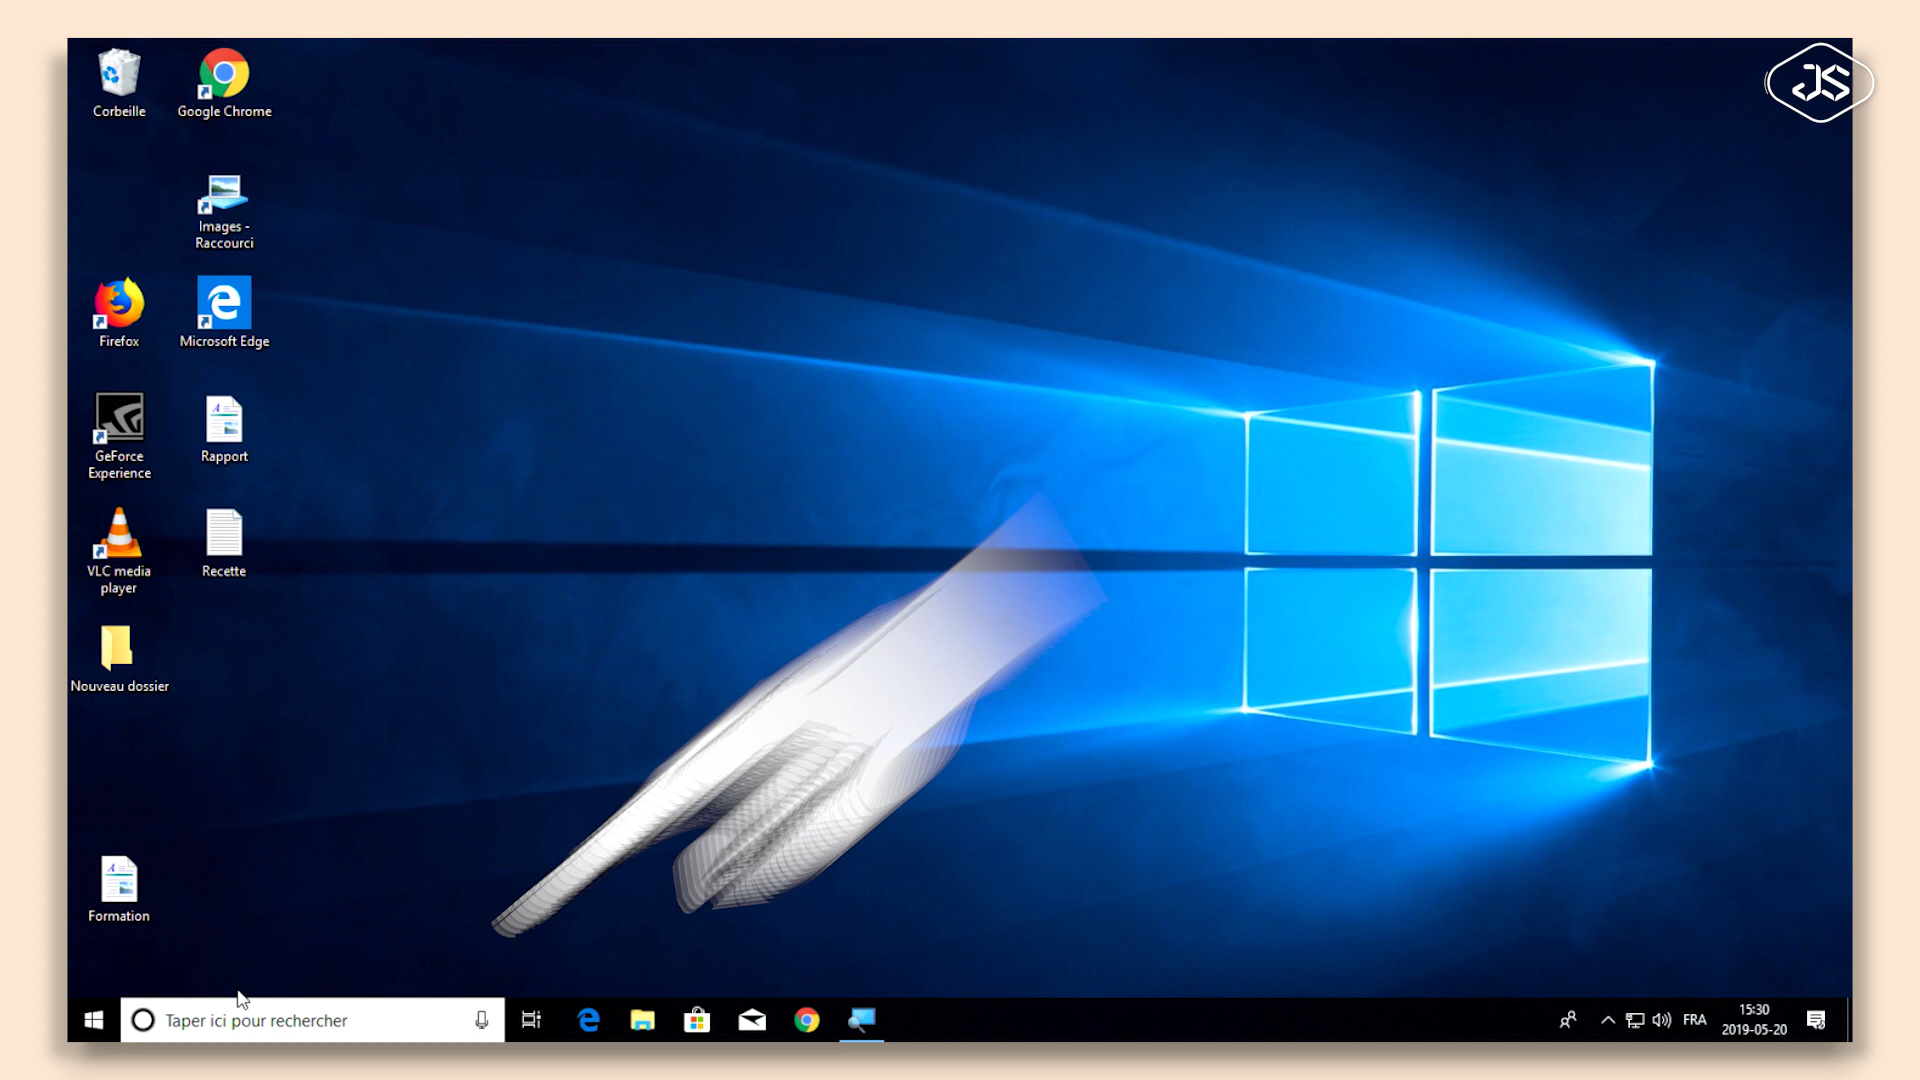 JS
Corbeille
Google Chrome
Images -
Raccourci
Firefox
Microsoft Edge
GeForce
Experience
Rapport
VLC media
player
Recette
Nouveau dossier
Formation
Taper ici pour rechercher
FRA
15:30
2019-05-20